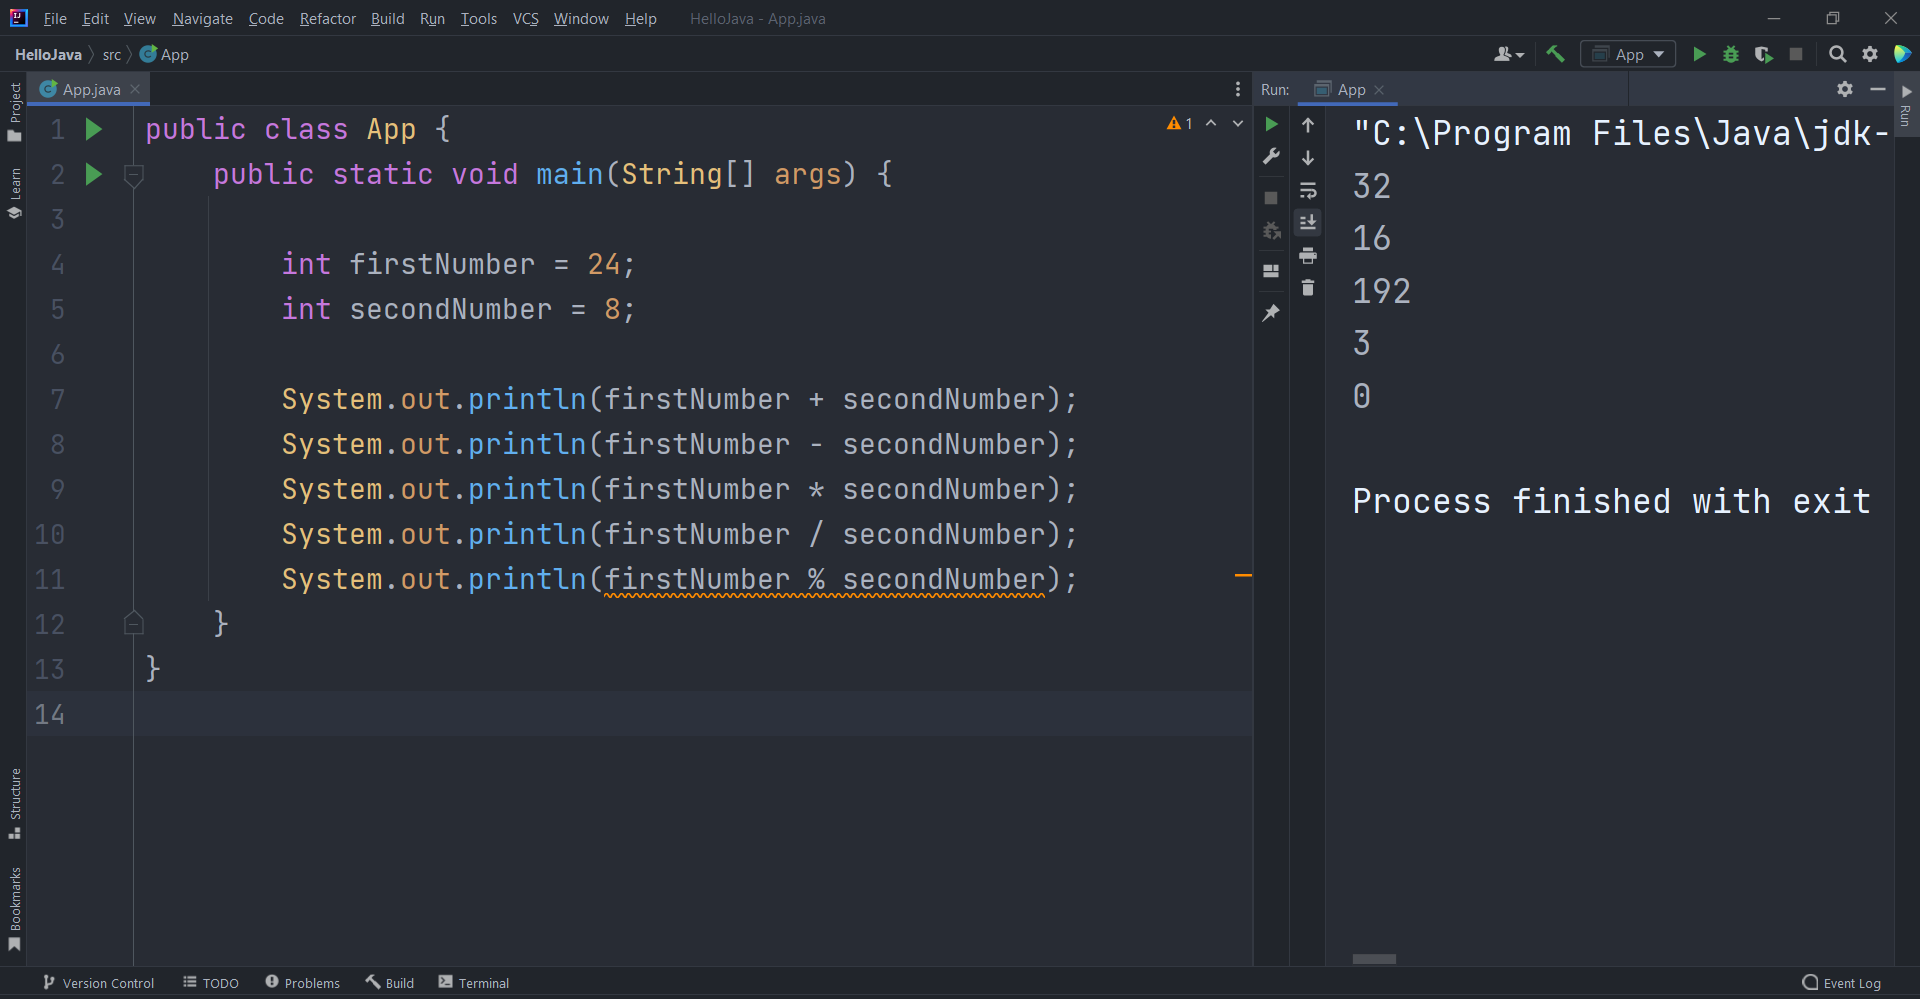 File Edit View Navigate Code Refactor Build Run Tools VCS Window Help HelloJava - App.java
HelloJava src App
App
Project
Learn
Structure
Bookmarks
App.java
1
1 public class App {
2 public static void main(String[] args) {
3
4 int firstNumber = 24;
5 int secondNumber = 8;
6
7 System.out.println(firstNumber + secondNumber);
8 System.out.println(firstNumber - secondNumber);
9 System.out.println(firstNumber * secondNumber);
10 System.out.println(firstNumber / secondNumber);
11 System.out.println(firstNumber % secondNumber);
12 }
13 }
14
Run: App
Run
"C:\Program Files\Java\jdk-
32
16
192
3
0
Process finished with exit
Version Control TODO Problems Build Terminal Event Log